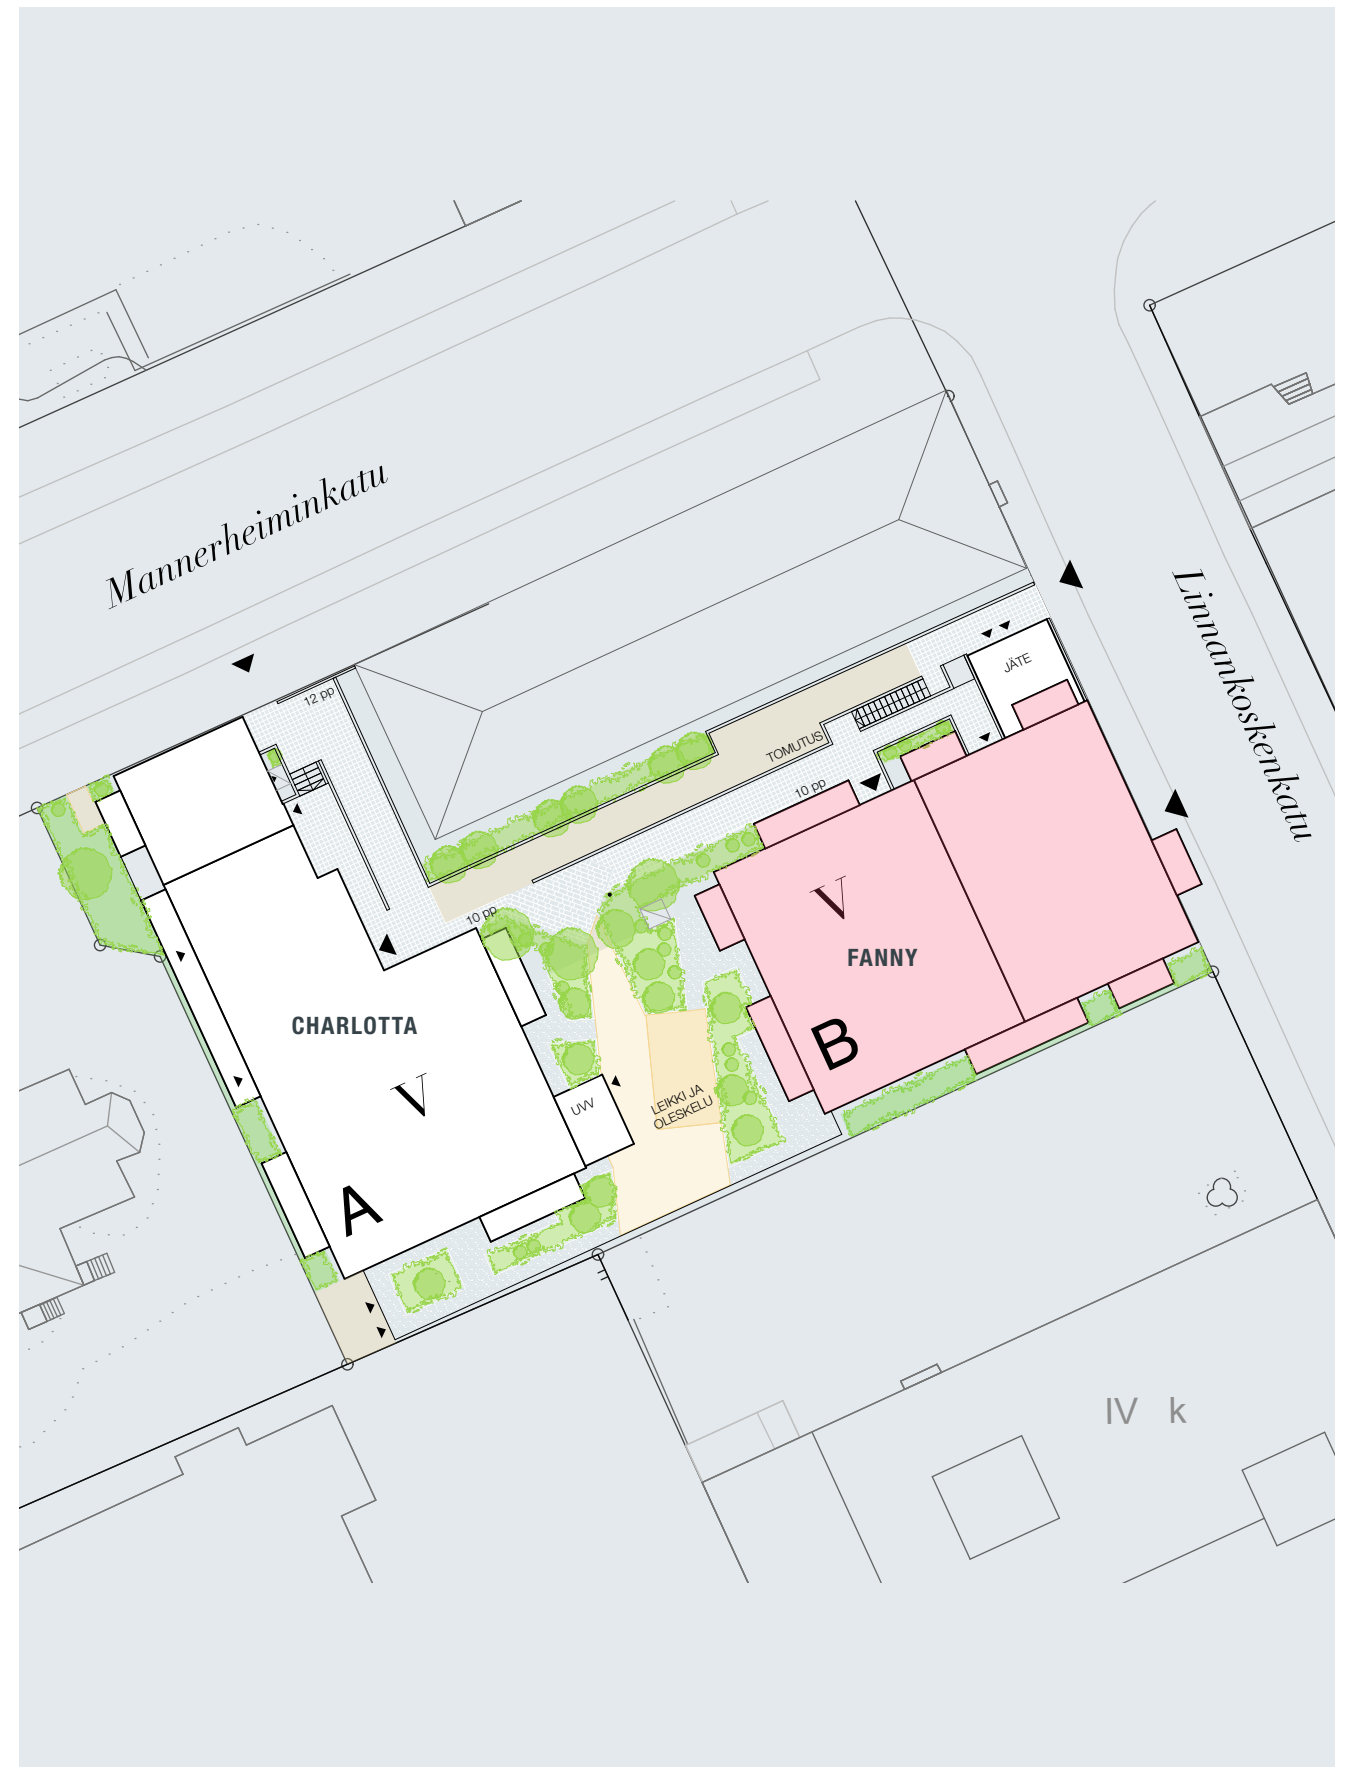 Mannerheiminkatu
Linnankoskenkatu
12 pp
JÄTE
TOMUTUS
10 pp
10 pp
V
FANNY
B
CHARLOTTA
V
A
UVV
LEIKKI JA
OLESKELU
IV k